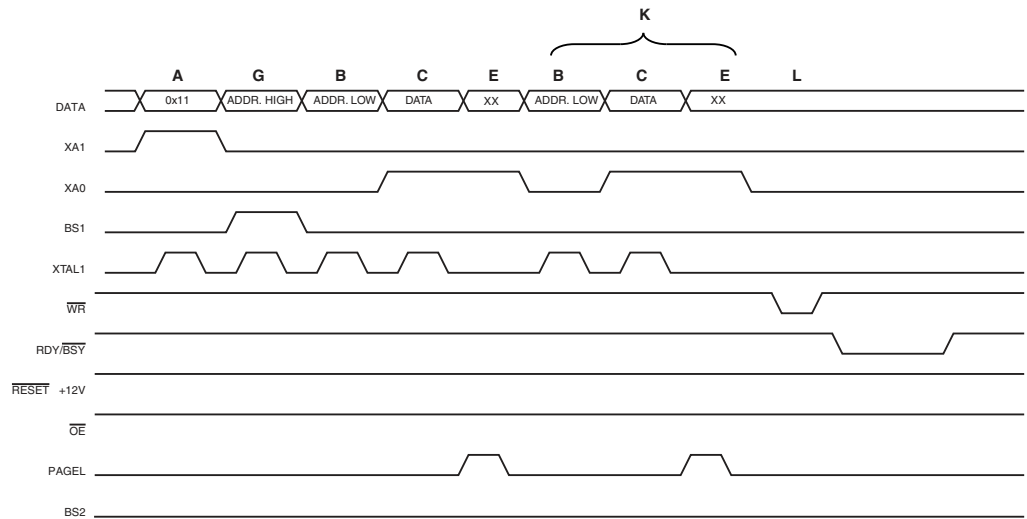 K
A G B C E B C E L
DATA 0x11 ADDR. HIGH ADDR. LOW DATA XX ADDR. LOW DATA XX
XA1
XA0
BS1
XTAL1
WR
RDY/BSY
RESET +12V
OE
PAGEL
BS2